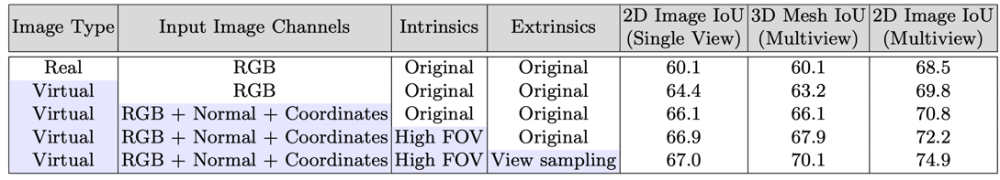 Image Type | Input Image Channels | Intrinsics | Extrinsics | 2D Image IoU (Single View) | 3D Mesh IoU (Multiview) | 2D Image IoU (Multiview)
Real | RGB | Original | Original | 60.1 | 60.1 | 68.5
Virtual | RGB | Original | Original | 64.4 | 63.2 | 69.8
Virtual | RGB + Normal + Coordinates | Original | Original | 66.1 | 66.1 | 70.8
Virtual | RGB + Normal + Coordinates | High FOV | Original | 66.9 | 67.9 | 72.2
Virtual | RGB + Normal + Coordinates | High FOV | View sampling | 67.0 | 70.1 | 74.9